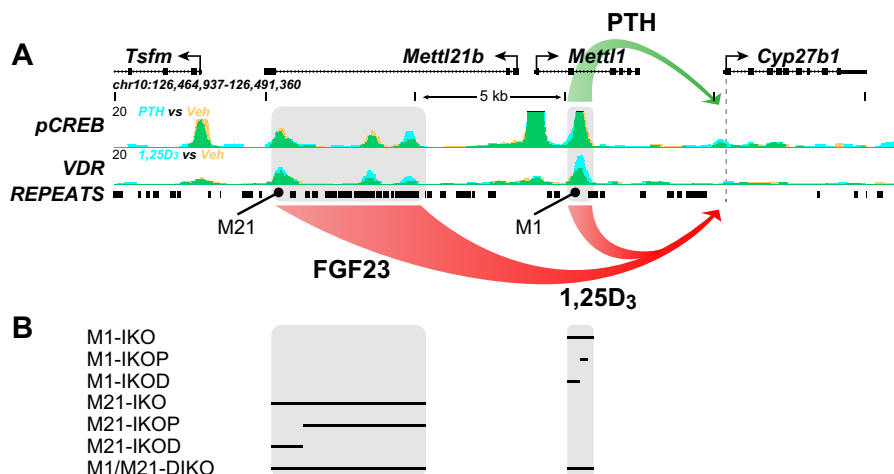 PTH
A
Tsfm Mettl21b Mettl1 Cyp27b1
chr10:126,464,937-126,491,360
5 kb
20 PTH vs Veh
pCREB
20 1,25D3 vs Veh
VDR
REPEATS
M21 M1
FGF23
1,25D3
B
M1-IKO
M1-IKOP
M1-IKOD
M21-IKO
M21-IKOP
M21-IKOD
M1/M21-DIKO